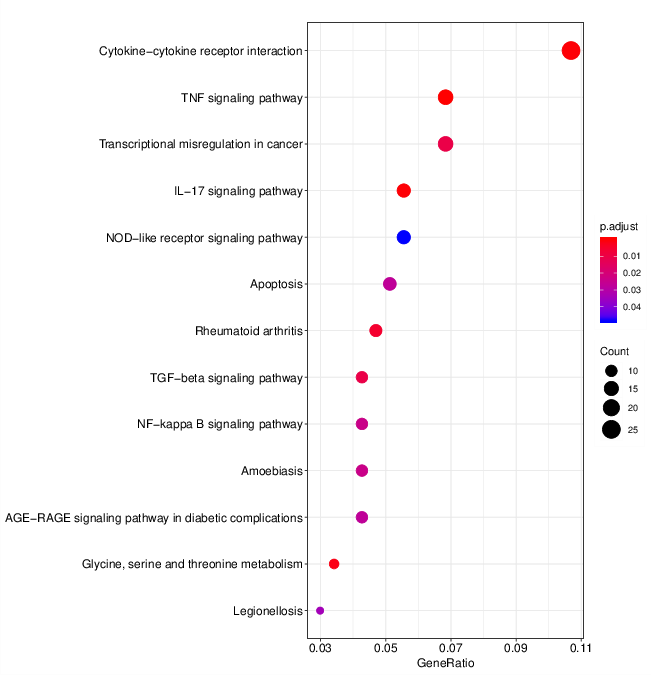 Cytokine−cytokine receptor interaction
TNF signaling pathway
Transcriptional misregulation in cancer
IL−17 signaling pathway
NOD−like receptor signaling pathway
Apoptosis
Rheumatoid arthritis
TGF−beta signaling pathway
NF−kappa B signaling pathway
Amoebiasis
AGE−RAGE signaling pathway in diabetic complications
Glycine, serine and threonine metabolism
Legionellosis
0.03 0.05 0.07 0.09 0.11
GeneRatio
p.adjust
0.01
0.02
0.03
0.04
Count
10
15
20
25